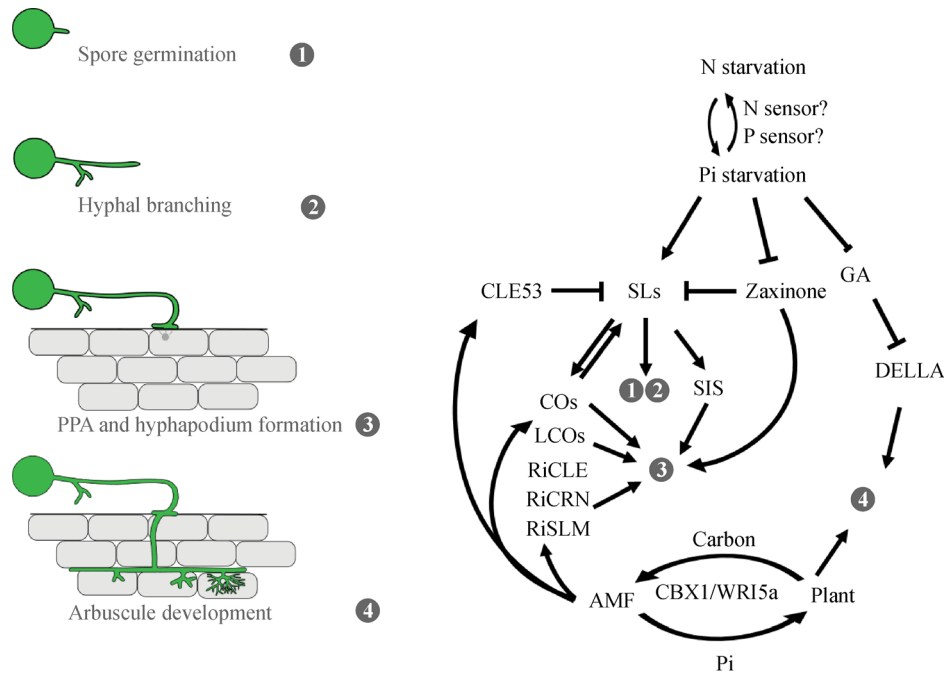 Spore germination 1
Hyphal branching 2
PPA and hyphapodium formation 3
Arbuscule development 4
N starvation
N sensor?
P sensor?
Pi starvation
GA
CLE53 SLs Zaxinone
DELLA
1 2 SIS
COs
LCOs
3
RiCLE
RiCRN
RiSLM
4
Carbon
AMF CBX1/WRI5a Plant
Pi